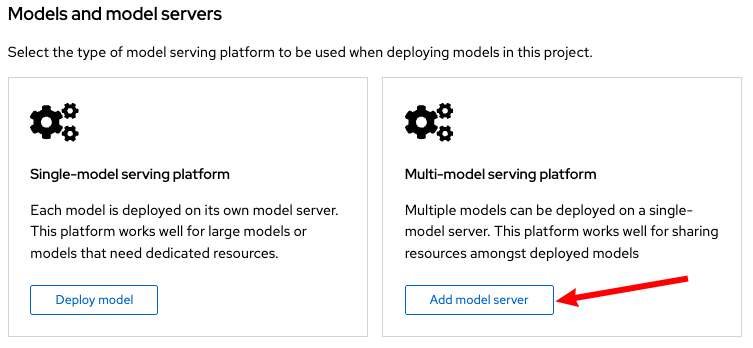 Models and model servers
Select the type of model serving platform to be used when deploying models in this project.
Single-model serving platform
Each model is deployed on its own model server.
This platform works well for large models or
models that need dedicated resources.
Deploy model
Multi-model serving platform
Multiple models can be deployed on a single-
model server. This platform works well for sharing
resources amongst deployed models
Add model server